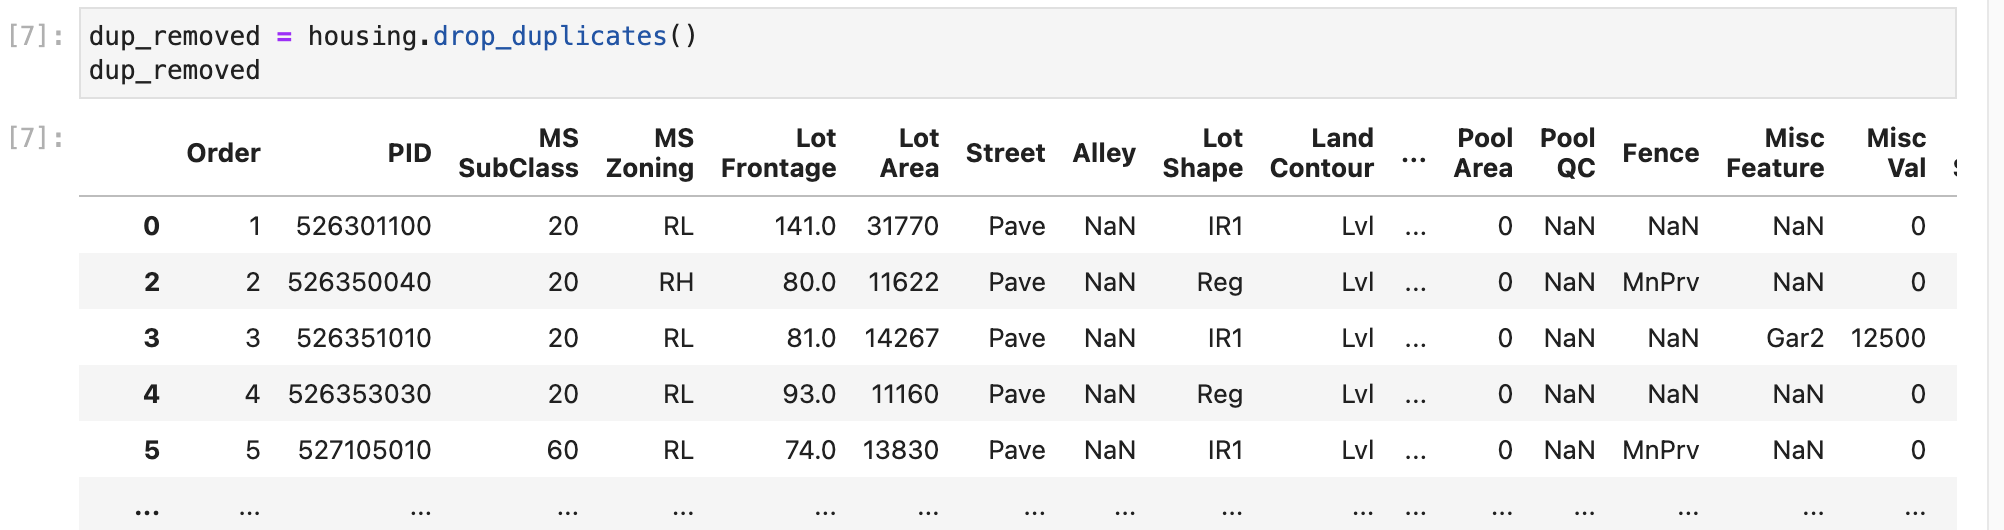 [7]: dup_removed = housing.drop_duplicates()
dup_removed
[7]: Order PID MS SubClass MS Zoning Lot Frontage Lot Area Street Alley Lot Shape Land Contour ... Pool Area Pool QC Fence Misc Feature Misc Val
0 1 526301100 20 RL 141.0 31770 Pave NaN IR1 Lvl ... 0 NaN NaN NaN 0
2 2 526350040 20 RH 80.0 11622 Pave NaN Reg Lvl ... 0 NaN MnPrv NaN 0
3 3 526351010 20 RL 81.0 14267 Pave NaN IR1 Lvl ... 0 NaN NaN Gar2 12500
4 4 526353030 20 RL 93.0 11160 Pave NaN Reg Lvl ... 0 NaN NaN NaN 0
5 5 527105010 60 RL 74.0 13830 Pave NaN IR1 Lvl ... 0 NaN MnPrv NaN 0
... ... ... ... ... ... ... ... ... ... ... ... ... ... ... ... ...